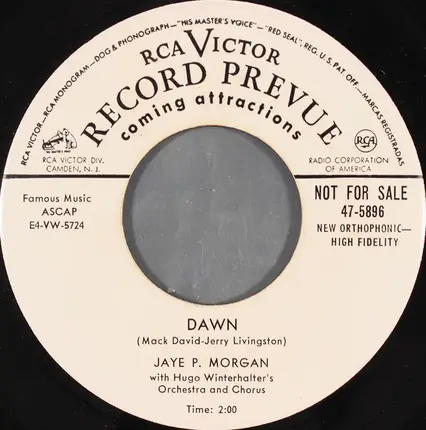 RCA VICTOR—RCA MONOGRAM—DOG & PHONOGRAPH—"HIS MASTER'S VOICE"—"RED SEAL", REG. U.S. PAT. OFF.—MARCAS REGISTRADAS
RCA VICTOR
RECORD PREVUE
coming attractions
RCA VICTOR DIV.
CAMDEN, N. J.
RCA
RADIO CORPORATION
OF AMERICA
Famous Music
ASCAP
E4-VW-5724
NOT FOR SALE
47-5896
NEW ORTHOPHONIC—
HIGH FIDELITY
DAWN
(Mack David-Jerry Livingston)
JAYE P. MORGAN
with Hugo Winterhalter's
Orchestra and Chorus
Time: 2:00